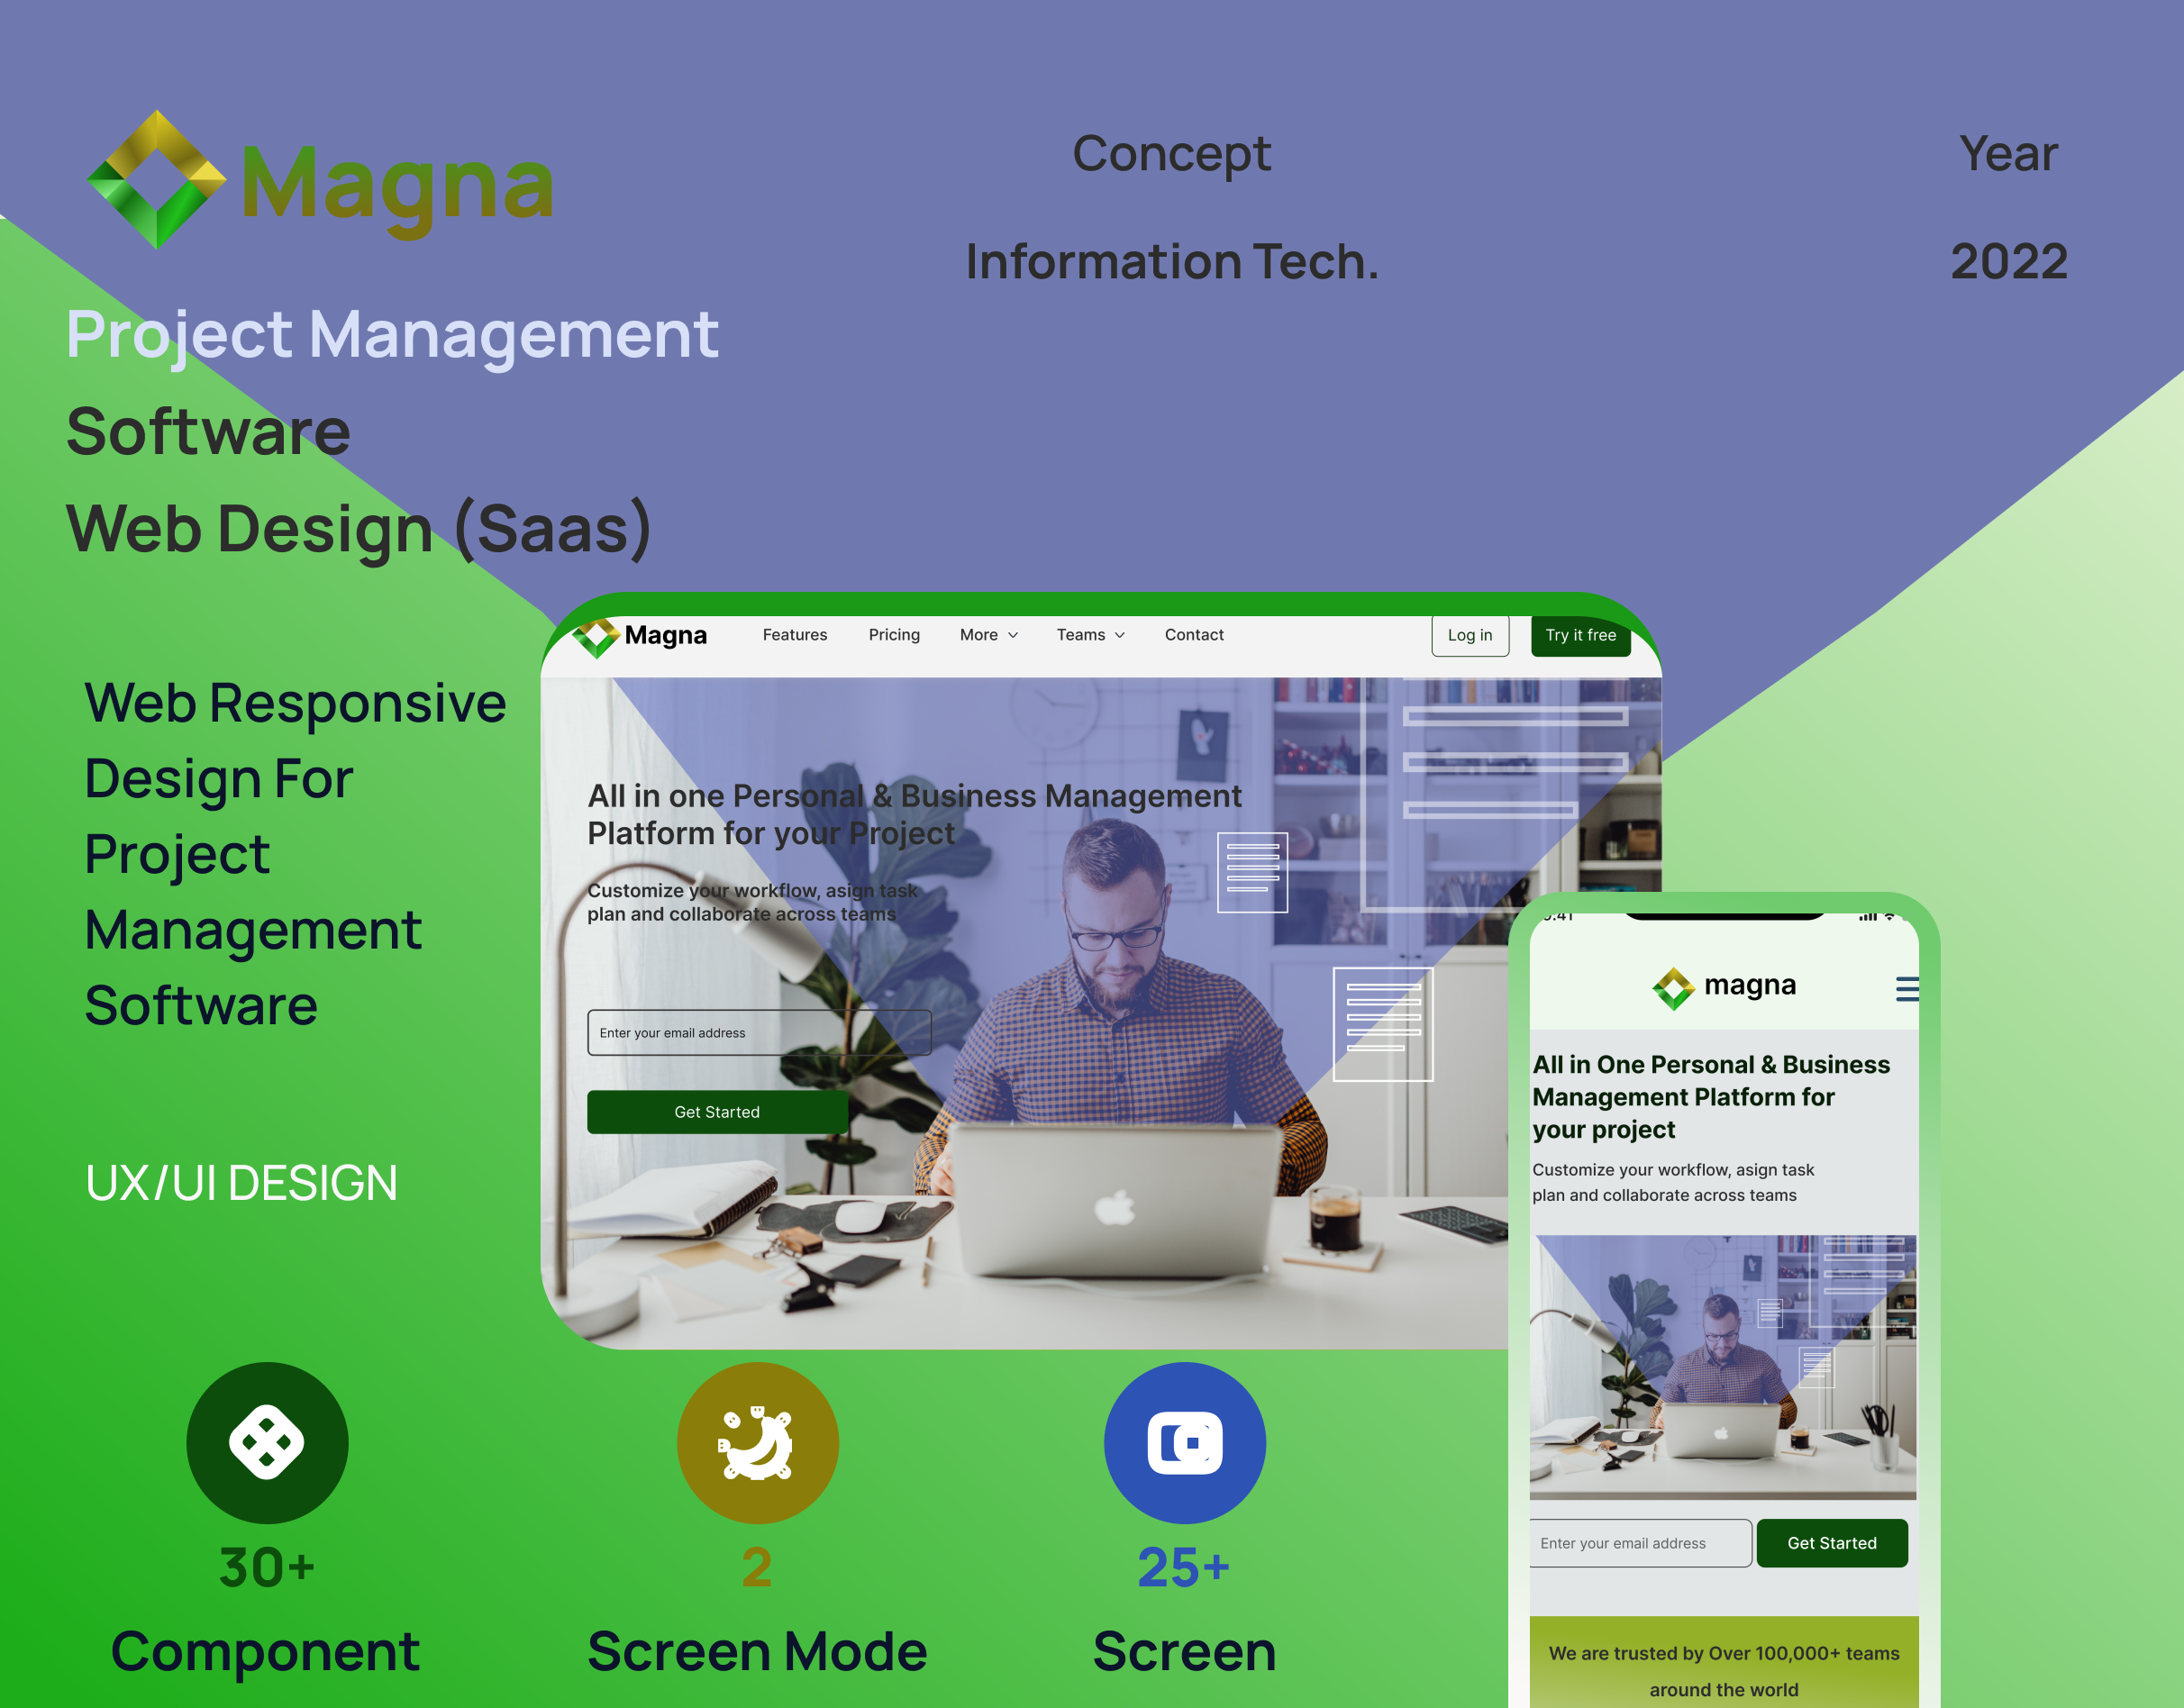 Magna
Concept
Year
Information Tech.
2022
Project Management
Software
Web Design (Saas)
Web Responsive
Design For
Project
Management
Software
UX/UI DESIGN
Magna
Features
Pricing
More
Teams
Contact
Log in
Try it free
All in one Personal & Business Management
Platform for your Project
Customize your workflow, asign task
plan and collaborate across teams
Enter your email address
Get Started
9:41
magna
All in One Personal & Business
Management Platform for
your project
Customize your workflow, asign task
plan and collaborate across teams
Enter your email address
Get Started
We are trusted by Over 100,000+ teams
around the world
30+
Component
2
Screen Mode
25+
Screen